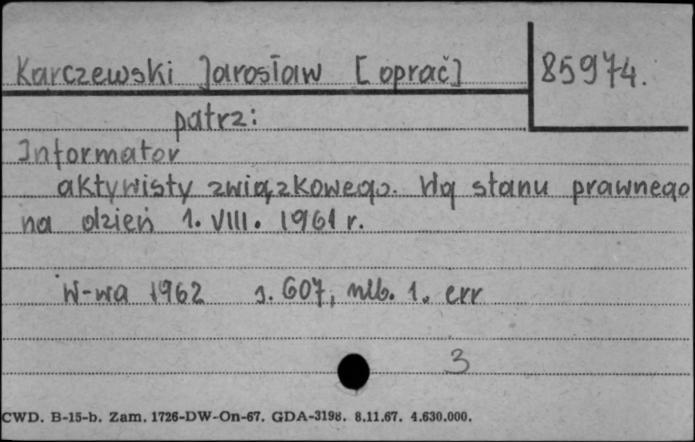 Karczewski Jarosław [oprac̀]
85974.
patrz:
Informator
aktywisty związkowego. Wg stanu prawnego
na dzień 1. VIII. 1961 r.
W-wa 1962 s. 607, nlb. 1. err
3
CWD. B-15-b. Zam. 1726-DW-On-67. GDA-3198. 8.11.67. 4.630.000.